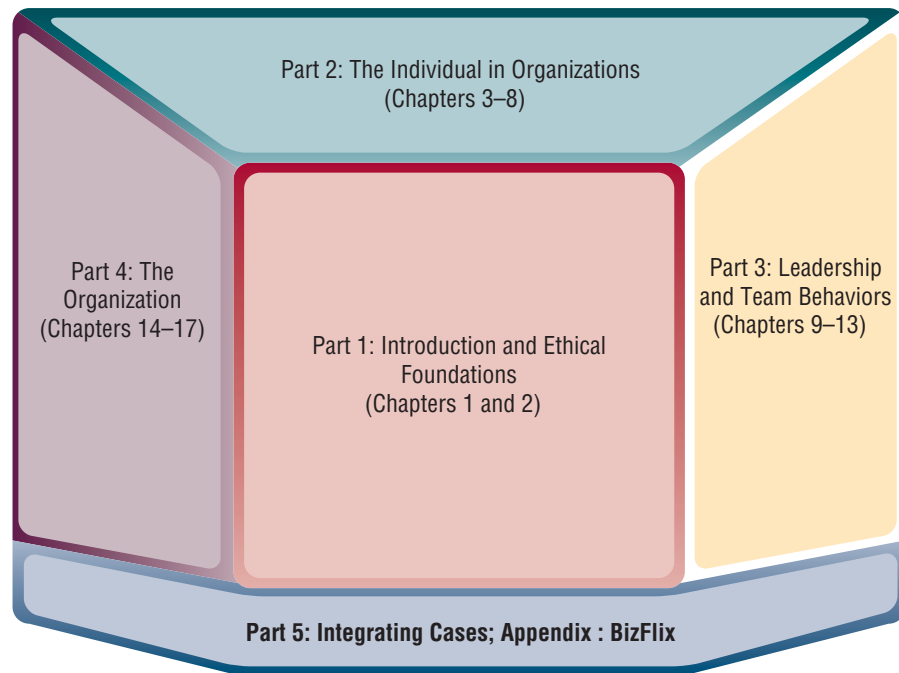 Part 2: The Individual in Organizations
(Chapters 3–8)
Part 4: The
Organization
(Chapters 14–17)
Part 1: Introduction and Ethical
Foundations
(Chapters 1 and 2)
Part 3: Leadership
and Team Behaviors
(Chapters 9–13)
Part 5: Integrating Cases; Appendix : BizFlix